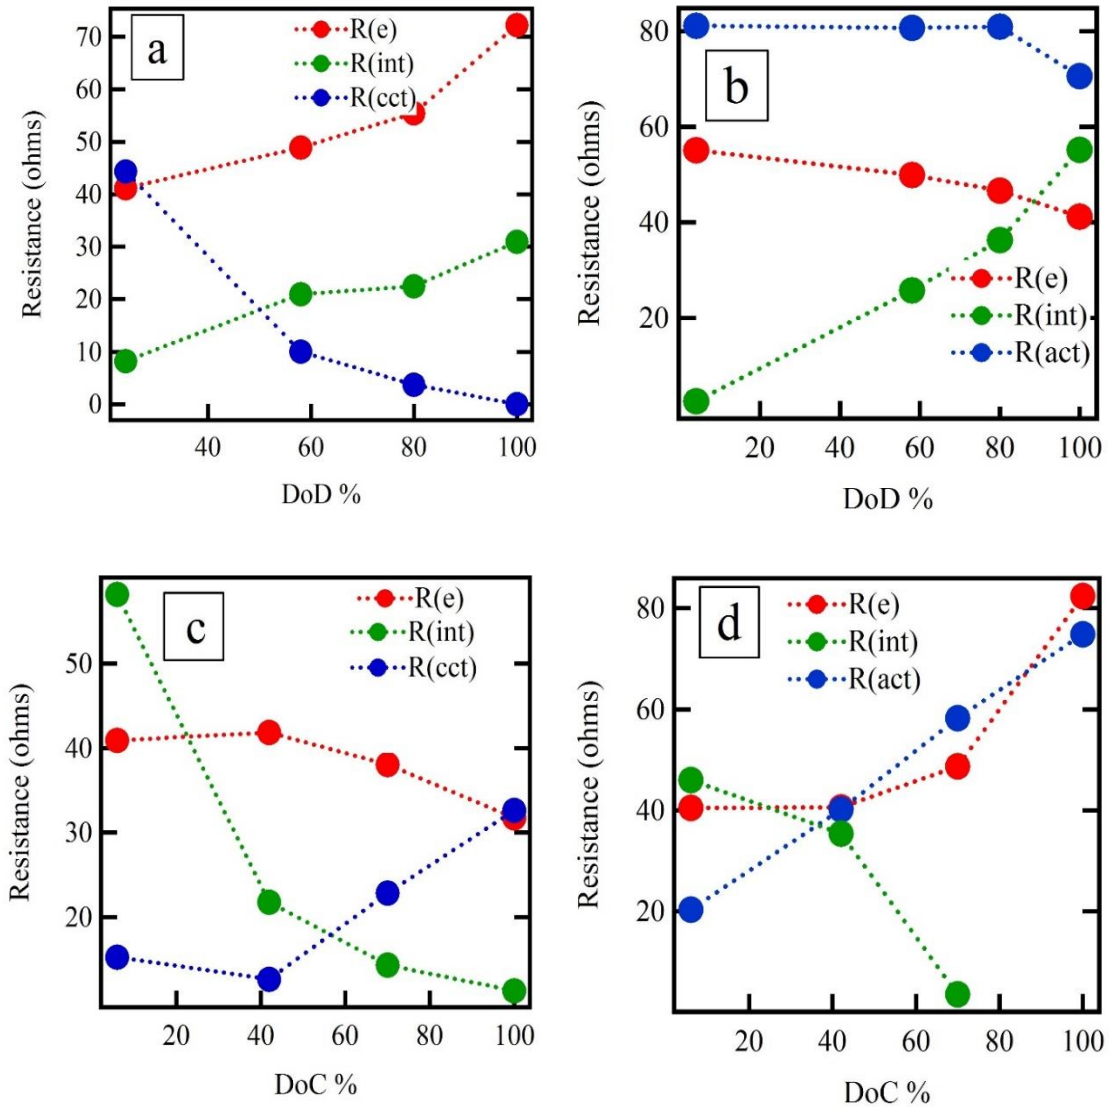 a
R(e)
R(int)
R(cct)
70
60
50
40
30
20
10
0
Resistance (ohms)
40 60 80 100
DoD %
b
80
60
40
20
Resistance (ohms)
R(e)
R(int)
R(act)
20 40 60 80 100
DoD %
c
R(e)
R(int)
R(cct)
50
40
30
20
Resistance (ohms)
20 40 60 80 100
DoC %
d
R(e)
R(int)
R(act)
80
60
40
20
Resistance (ohms)
20 40 60 80 100
DoC %